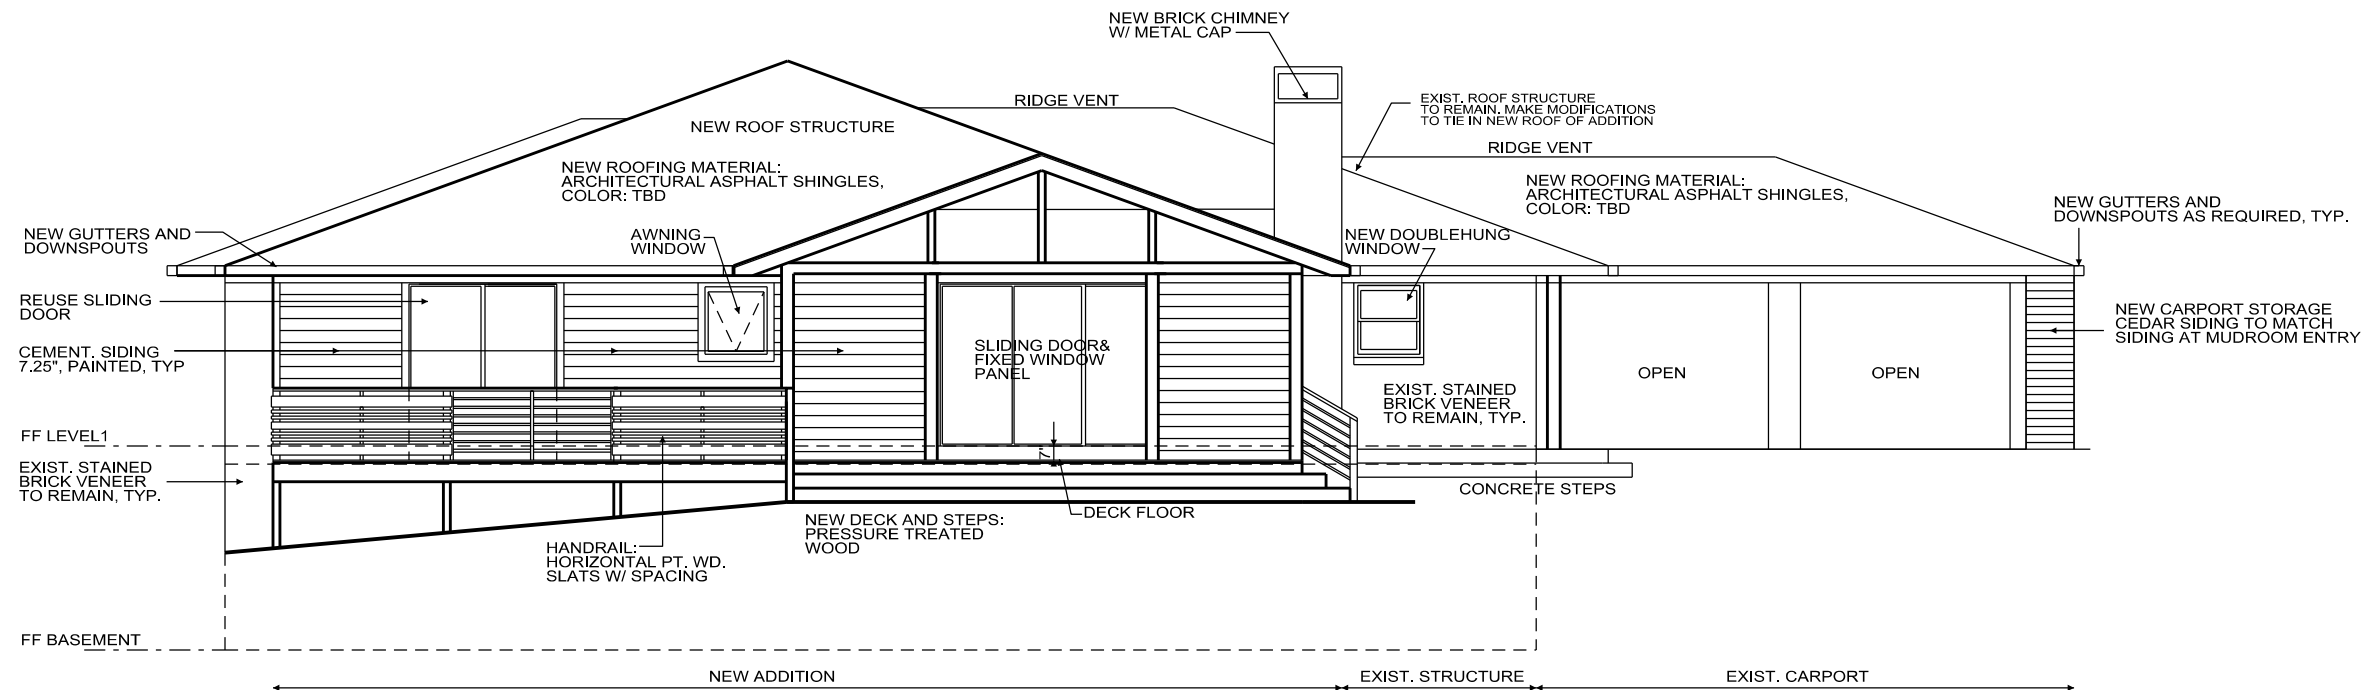 NEW BRICK CHIMNEY
W/ METAL CAP
RIDGE VENT
EXIST. ROOF STRUCTURE
TO REMAIN. MAKE MODIFICATIONS
TO TIE IN NEW ROOF OF ADDITION
NEW ROOF STRUCTURE
RIDGE VENT
NEW ROOFING MATERIAL:
ARCHITECTURAL ASPHALT SHINGLES,
COLOR: TBD
NEW ROOFING MATERIAL:
ARCHITECTURAL ASPHALT SHINGLES,
COLOR: TBD
NEW GUTTERS AND
DOWNSPOUTS AS REQUIRED, TYP.
NEW GUTTERS AND
DOWNSPOUTS
AWNING
WINDOW
NEW DOUBLEHUNG
WINDOW
REUSE SLIDING
DOOR
NEW CARPORT STORAGE
CEDAR SIDING TO MATCH
SIDING AT MUDROOM ENTRY
CEMENT. SIDING
7.25", PAINTED, TYP
SLIDING DOOR&
FIXED WINDOW
PANEL
OPEN
OPEN
EXIST. STAINED
BRICK VENEER
TO REMAIN, TYP.
FF LEVEL1
7"
EXIST. STAINED
BRICK VENEER
TO REMAIN, TYP.
CONCRETE STEPS
NEW DECK AND STEPS:
PRESSURE TREATED
WOOD
DECK FLOOR
HANDRAIL:
HORIZONTAL PT. WD.
SLATS W/ SPACING
FF BASEMENT
NEW ADDITION
EXIST. STRUCTURE
EXIST. CARPORT